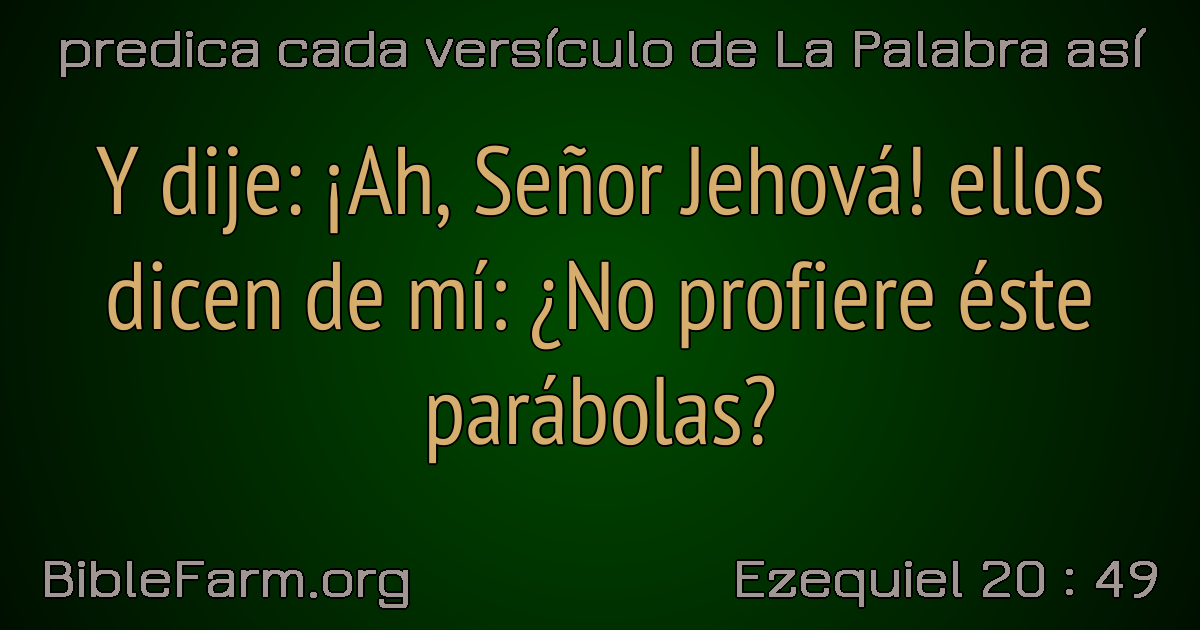 predica cada versículo de La Palabra así
Y dije: ¡Ah, Señor Jehová! ellos
dicen de mí: ¿No profiere éste
parábolas?
BibleFarm.org
Ezequiel 20 : 49